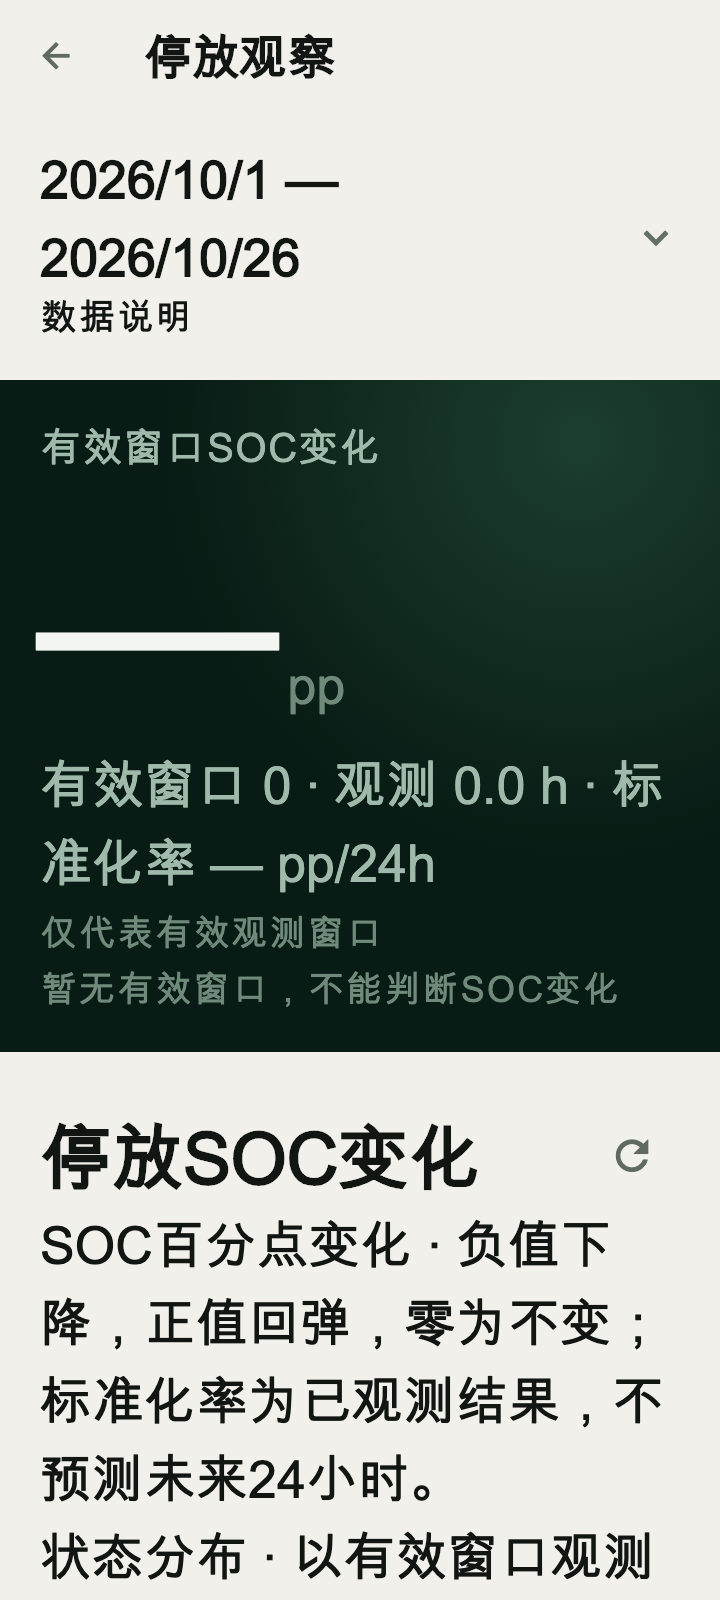 停放观察
2026/10/1 —
2026/10/26
数据说明
有效窗口SOC变化
— pp
有效窗口 0 · 观测 0.0 h · 标
准化率 — pp/24h
仅代表有效观测窗口
暂无有效窗口，不能判断SOC变化
停放SOC变化
SOC百分点变化 · 负值下
降，正值回弹，零为不变；
标准化率为已观测结果，不
预测未来24小时。
状态分布 · 以有效窗口观测